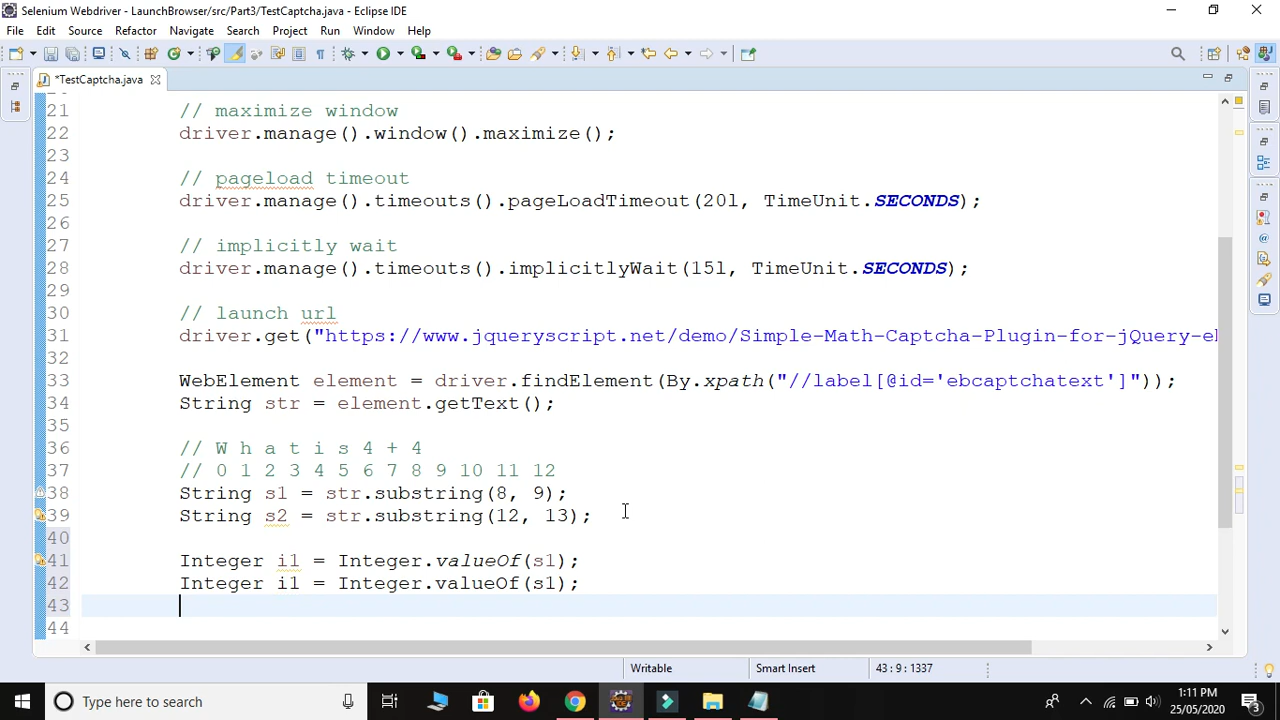 Selenium Webdriver - LaunchBrowser/src/Part3/TestCaptcha.java - Eclipse IDE
File Edit Source Refactor Navigate Search Project Run Window Help
*TestCaptcha.java
21 // maximize window
22 driver.manage().window().maximize();
23
24 // pageload timeout
25 driver.manage().timeouts().pageLoadTimeout(20l, TimeUnit.SECONDS);
26
27 // implicitly wait
28 driver.manage().timeouts().implicitlyWait(15l, TimeUnit.SECONDS);
29
30 // launch url
31 driver.get("https://www.jqueryscript.net/demo/Simple-Math-Captcha-Plugin-for-jQuery-e
32
33 WebElement element = driver.findElement(By.xpath("//label[@id='ebcaptchatext']"));
34 String str = element.getText();
35
36 // W h a t i s 4 + 4
37 // 0 1 2 3 4 5 6 7 8 9 10 11 12
38 String s1 = str.substring(8, 9);
39 String s2 = str.substring(12, 13);
40
41 Integer i1 = Integer.valueOf(s1);
42 Integer i1 = Integer.valueOf(s1);
43
44
Writable Smart Insert 43 : 9 : 1337
Type here to search
1:11 PM
25/05/2020
3